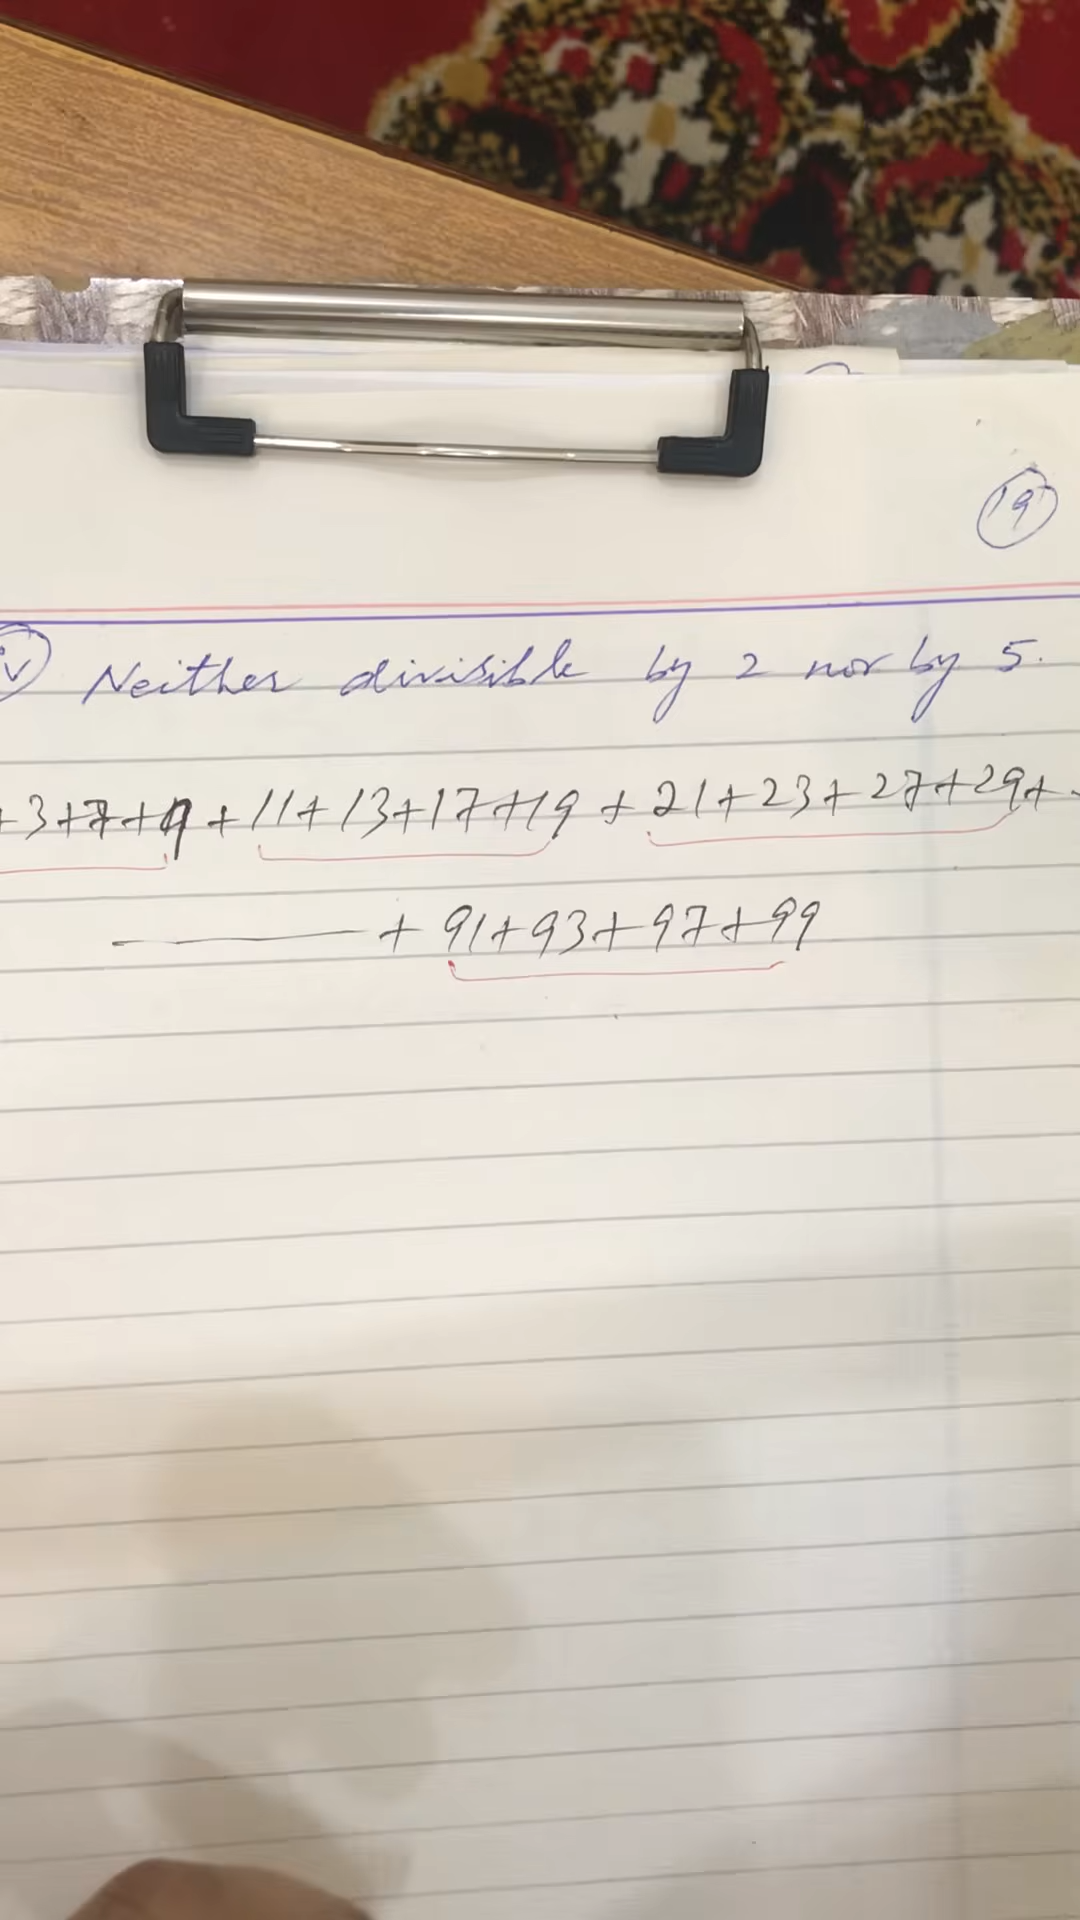 19
Neither divisible by 2 nor by 5.
+3+7+9+11+13+17+19+21+23+27+29+-
———— + 91+93+97+99